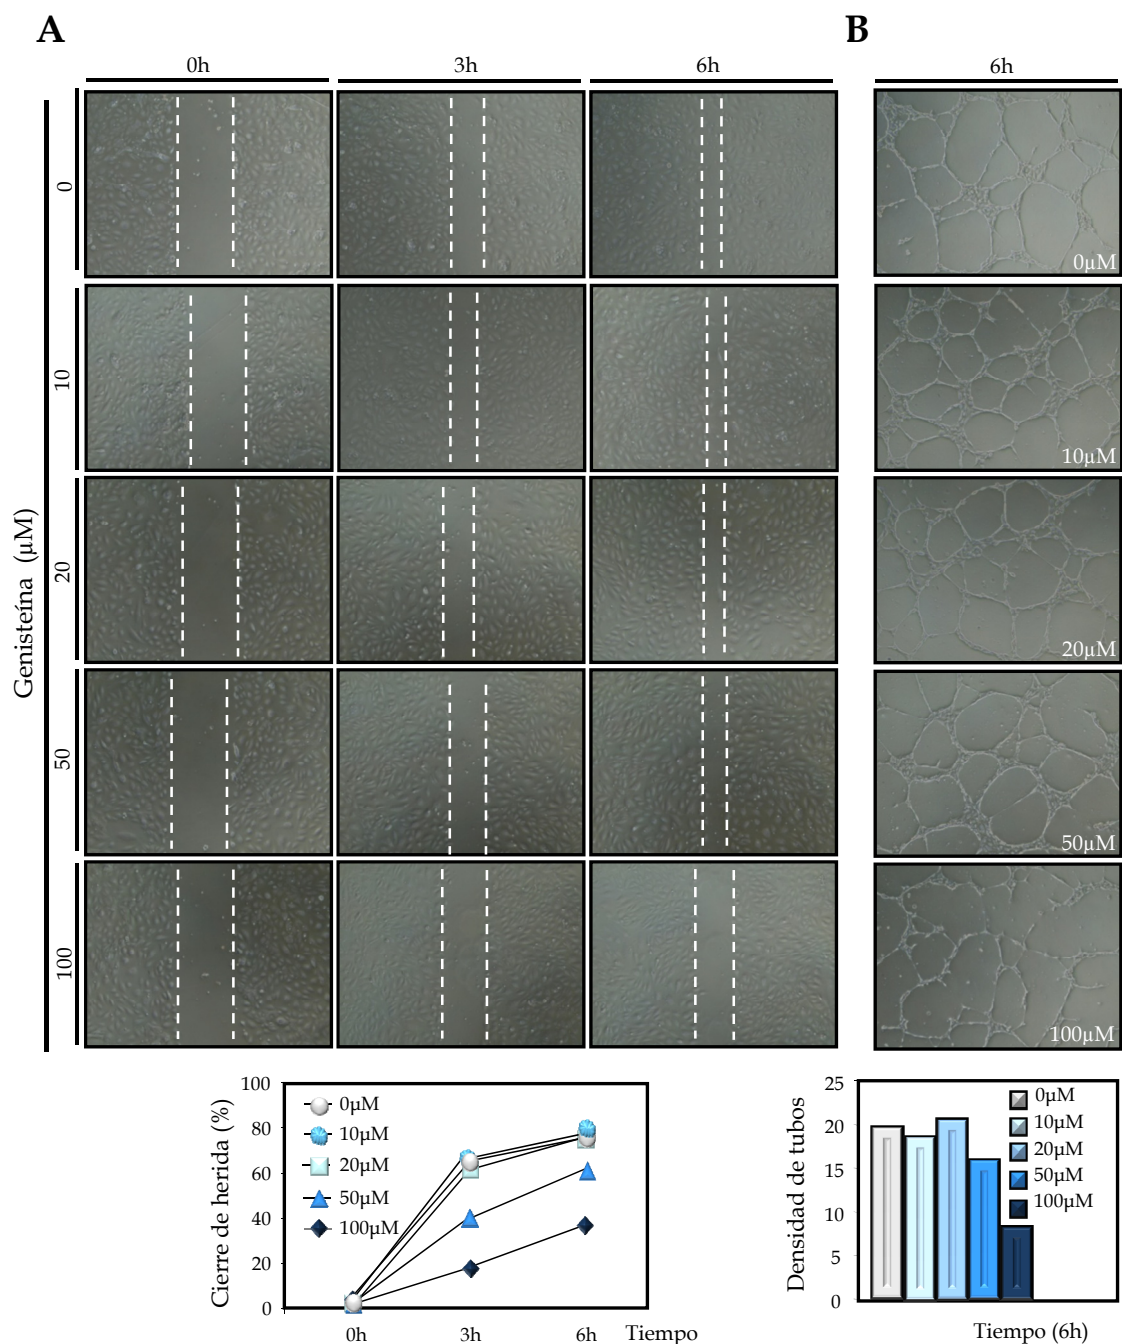 A
B
0h
3h
6h
6h
Genisteína (µM)
0
10
20
50
100
0µM
10µM
20µM
50µM
100µM
Cierre de herida (%)
100
80
60
40
20
0
0µM
10µM
20µM
50µM
100µM
0h
3h
6h
Tiempo
Densidad de tubos
25
20
15
10
5
0
0µM
10µM
20µM
50µM
100µM
Tiempo (6h)